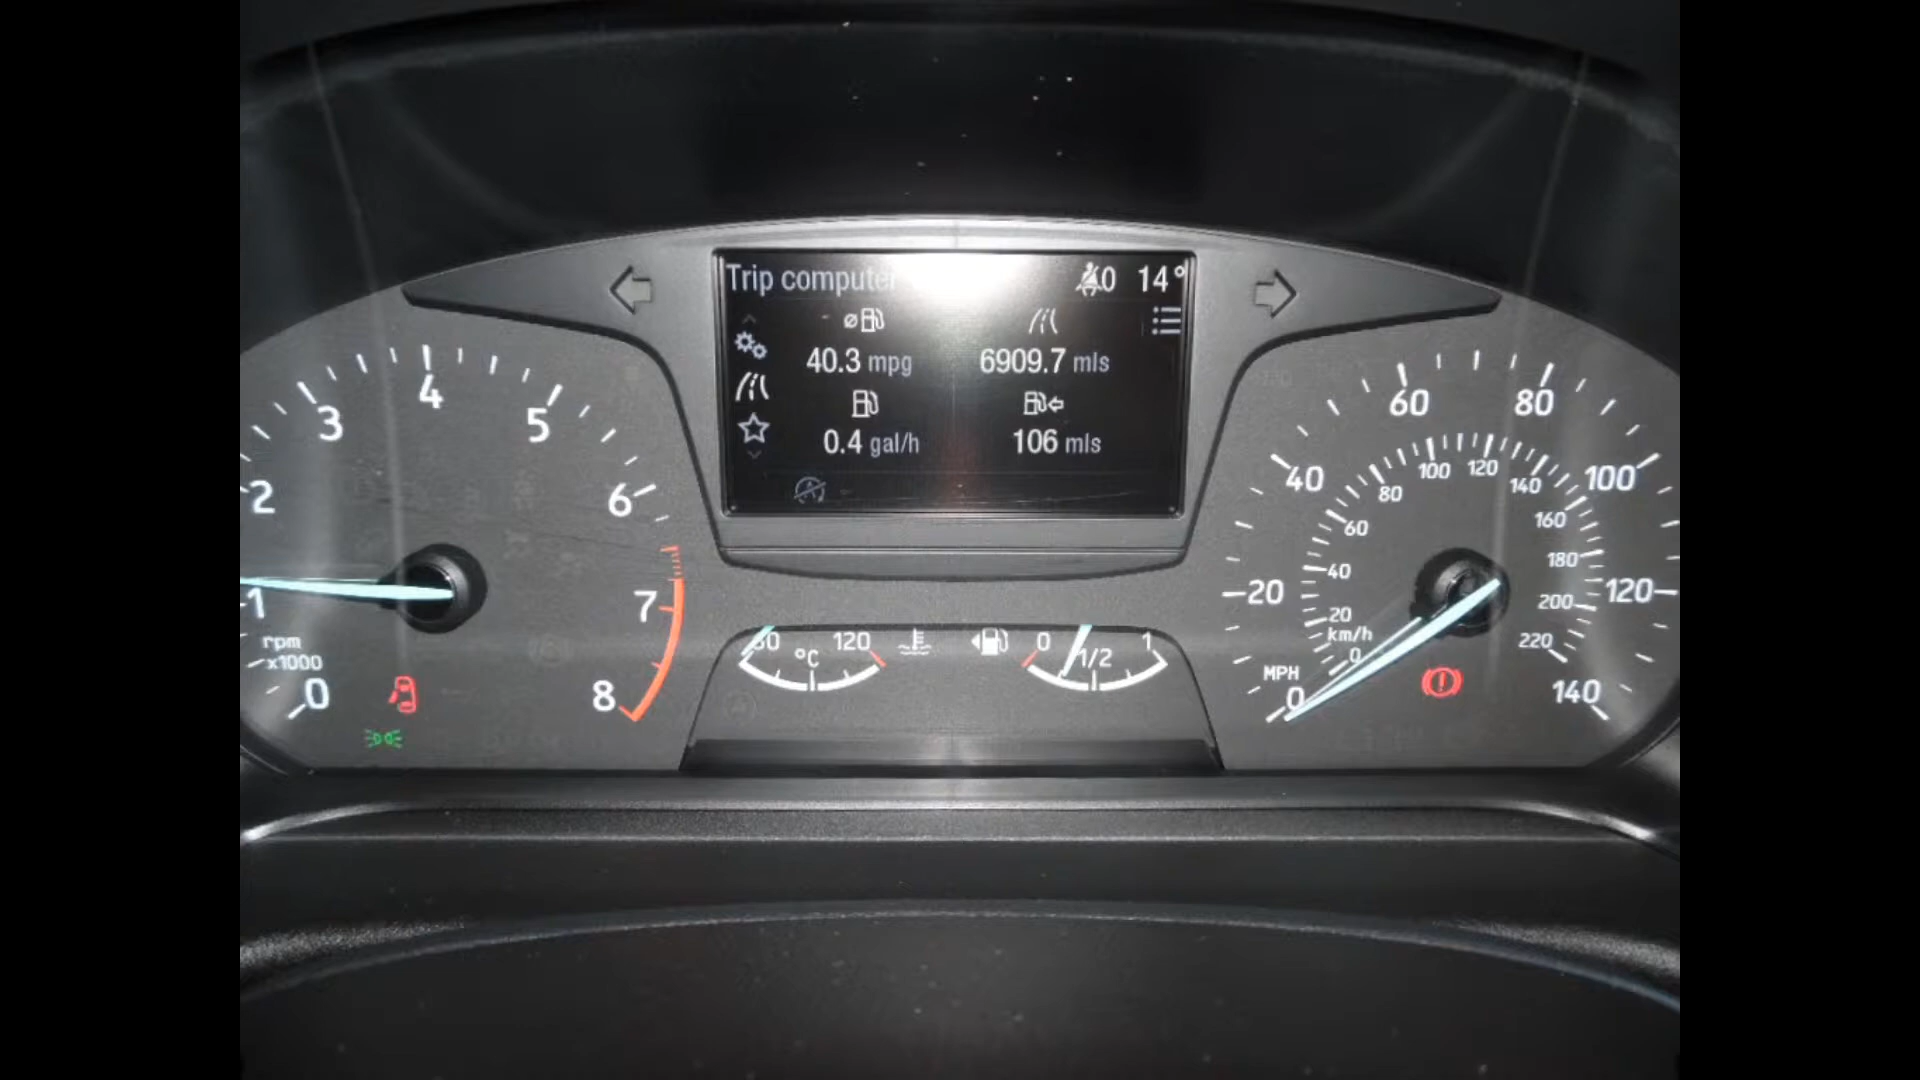 Trip computer 0 14°
40.3 mpg 6909.7 mls
0.4 gal/h 106 mls
0 1 2 3 4 5 6 7 8
rpm
x1000
120
°C
0 1/2 1
0 20 40 60 80 100 120 140
MPH
0 20 40 60 80 100 120 140 160 180 200 220
km/h